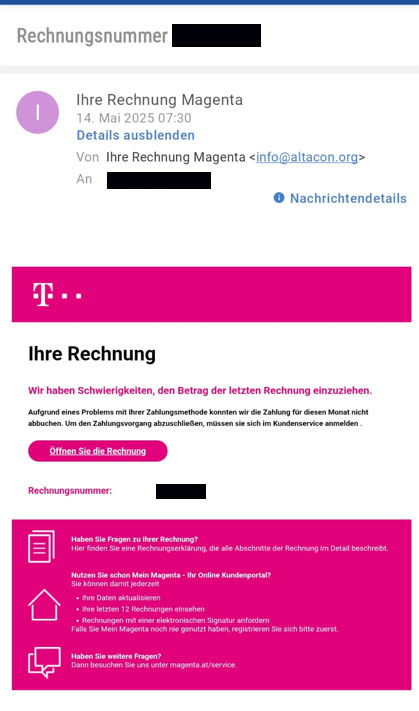 Rechnungsnummer
I
Ihre Rechnung Magenta
14. Mai 2025 07:30
Details ausblenden
Von Ihre Rechnung Magenta <info@altacon.org>
An
Nachrichtendetails
T
Ihre Rechnung
Wir haben Schwierigkeiten, den Betrag der letzten Rechnung einzuziehen.
Aufgrund eines Problems mit Ihrer Zahlungsmethode konnten wir die Zahlung für diesen Monat nicht
abbuchen. Um den Zahlungsvorgang abzuschließen, müssen sie sich im Kundenservice anmelden .
Öffnen Sie die Rechnung
Rechnungsnummer:
Haben Sie Fragen zu Ihrer Rechnung?
Hier finden Sie eine Rechnungserklärung, die alle Abschnitte der Rechnung im Detail beschreibt.
Nutzen Sie schon Mein Magenta - Ihr Online Kundenportal?
Sie können damit jederzeit
• Ihre Daten aktualisieren
• Ihre letzten 12 Rechnungen einsehen
• Rechnungen mit einer elektronischen Signatur anfordern
Falls Sie Mein Magenta noch nie genutzt haben, registrieren Sie sich bitte zuerst.
Haben Sie weitere Fragen?
Dann besuchen Sie uns unter magenta.at/service.